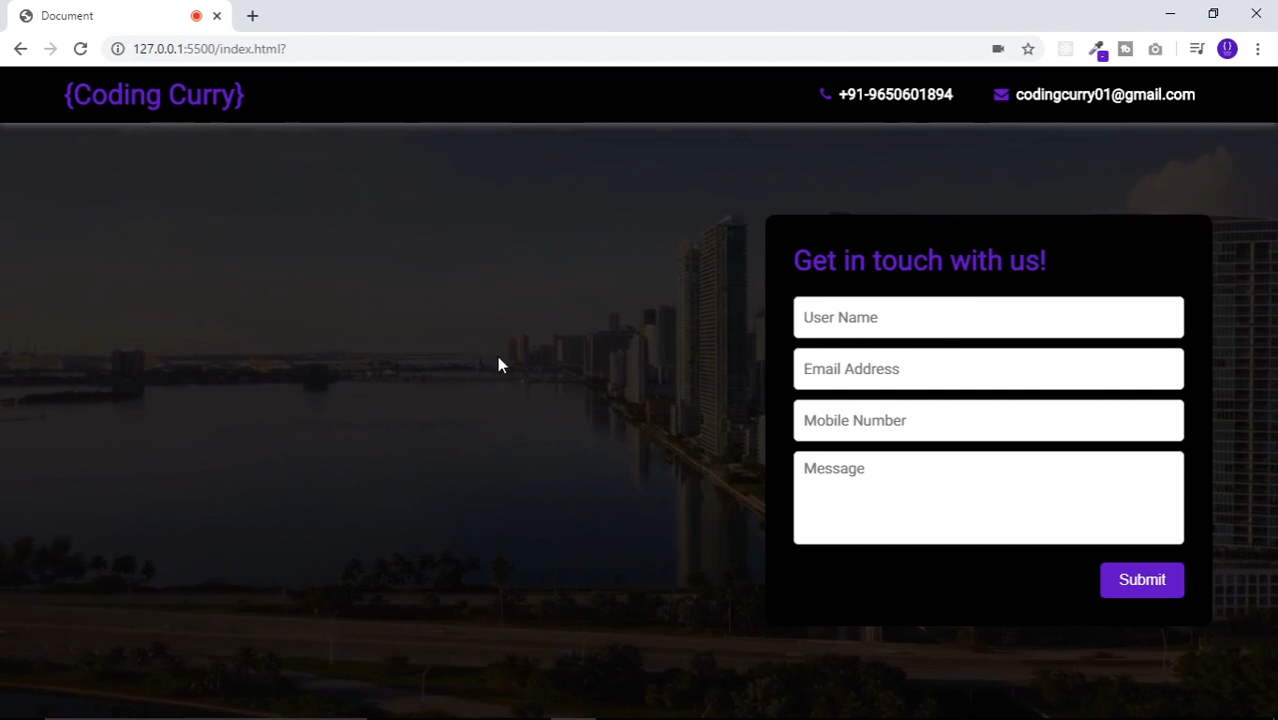 Document
127.0.0.1:5500/index.html?
{Coding Curry}
+91-9650601894
codingcurry01@gmail.com
Get in touch with us!
User Name
Email Address
Mobile Number
Message
Submit